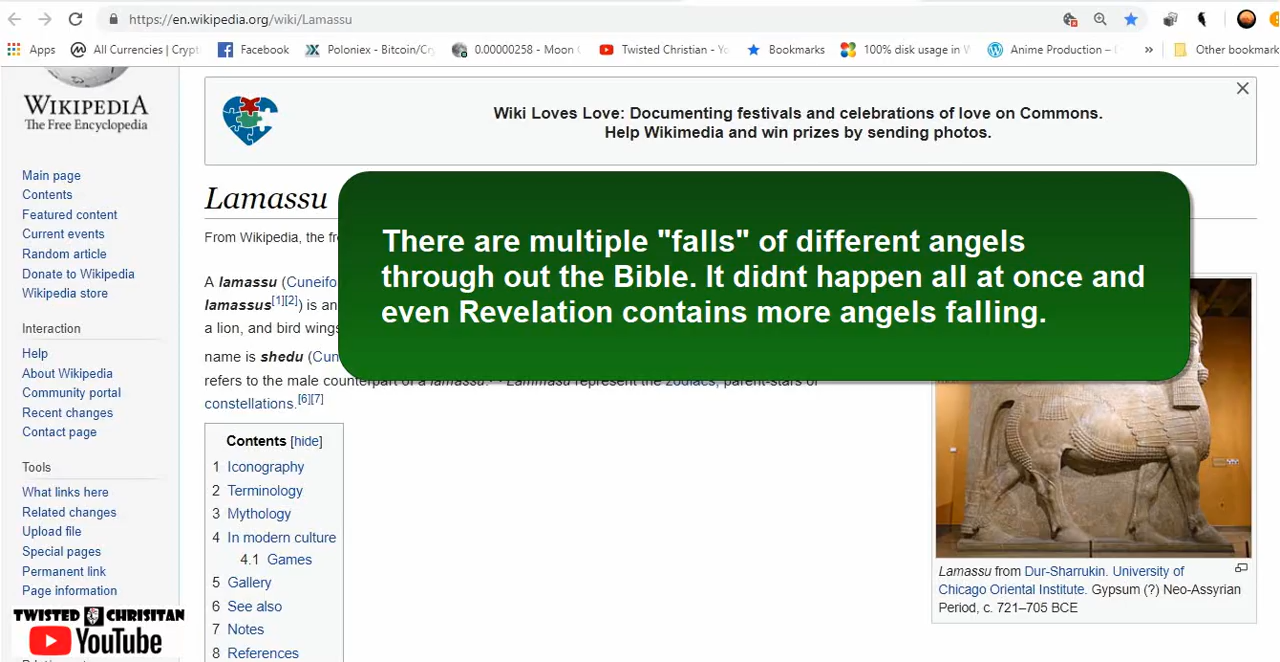 https://en.wikipedia.org/wiki/Lamassu
Apps
All Currencies | Crypt
Facebook
Poloniex - Bitcoin/Cry
0.00000258 - Moon
Twisted Christian - Yo
Bookmarks
100% disk usage in W
Anime Production –
»
Other bookmark
WIKIPEDIA
The Free Encyclopedia
Main page
Contents
Featured content
Current events
Random article
Donate to Wikipedia
Wikipedia store
Interaction
Help
About Wikipedia
Community portal
Recent changes
Contact page
Tools
What links here
Related changes
Upload file
Special pages
Permanent link
Page information
TWISTED CHRISITAN
YouTube
Wiki Loves Love: Documenting festivals and celebrations of love on Commons.
Help Wikimedia and win prizes by sending photos.
Lamassu
From Wikipedia, the fr
There are multiple "falls" of different angels
through out the Bible. It didnt happen all at once and
even Revelation contains more angels falling.
A lamassu (Cuneifo
lamassus[1][2]) is an
a lion, and bird wings
name is shedu (Cun
refers to the male counterpart of a lamassu. Lammasu represent the zodiacs, parent-stars or
constellations.[6][7]
Contents [hide]
1 Iconography
2 Terminology
3 Mythology
4 In modern culture
4.1 Games
5 Gallery
6 See also
7 Notes
8 References
Lamassu from Dur-Sharrukin. University of
Chicago Oriental Institute. Gypsum (?) Neo-Assyrian
Period, c. 721–705 BCE